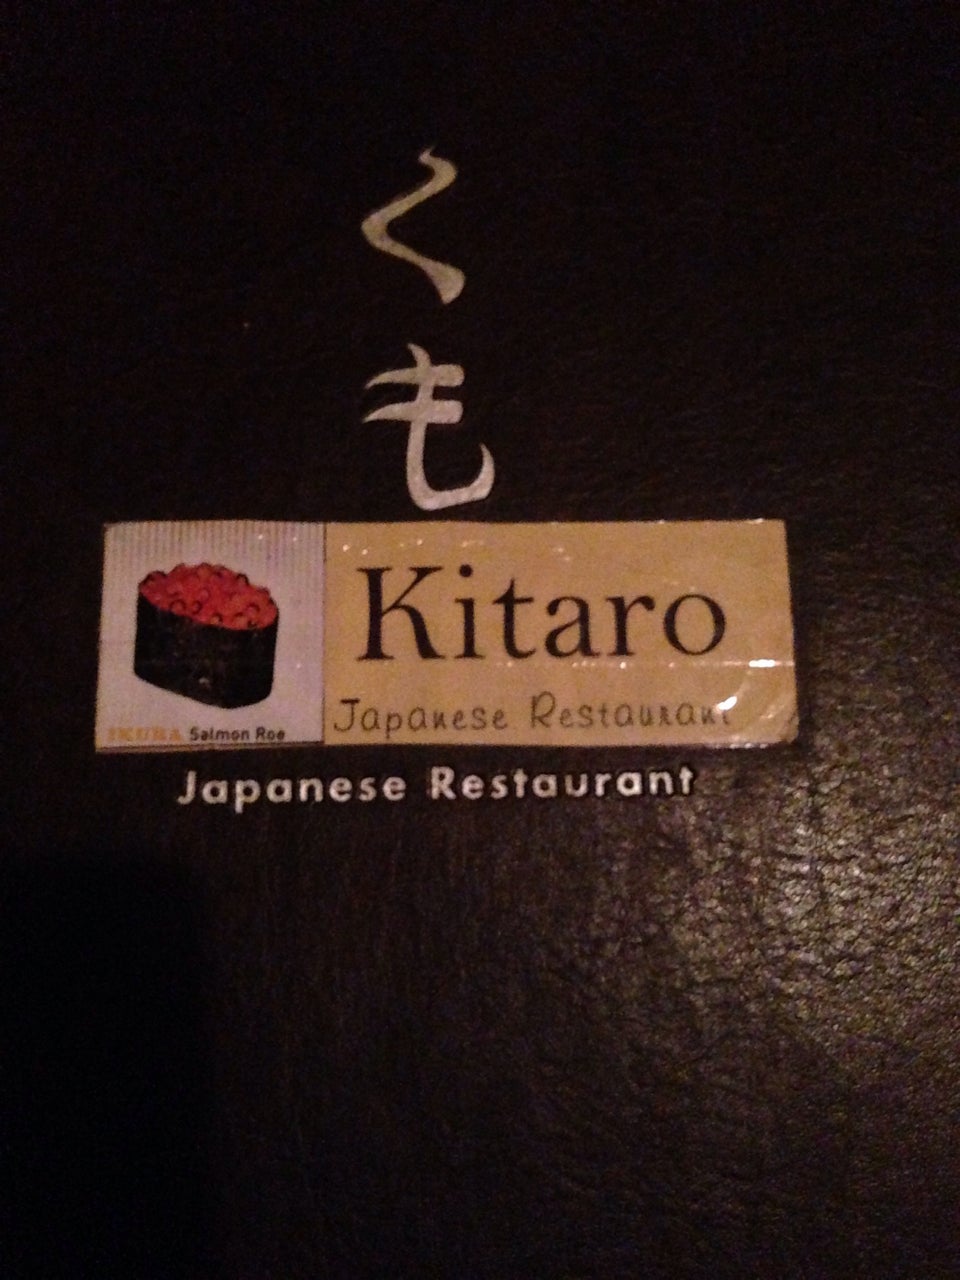 くも
Kitaro
Japanese Restaurant
IKURA Salmon Roe
Japanese Restaurant